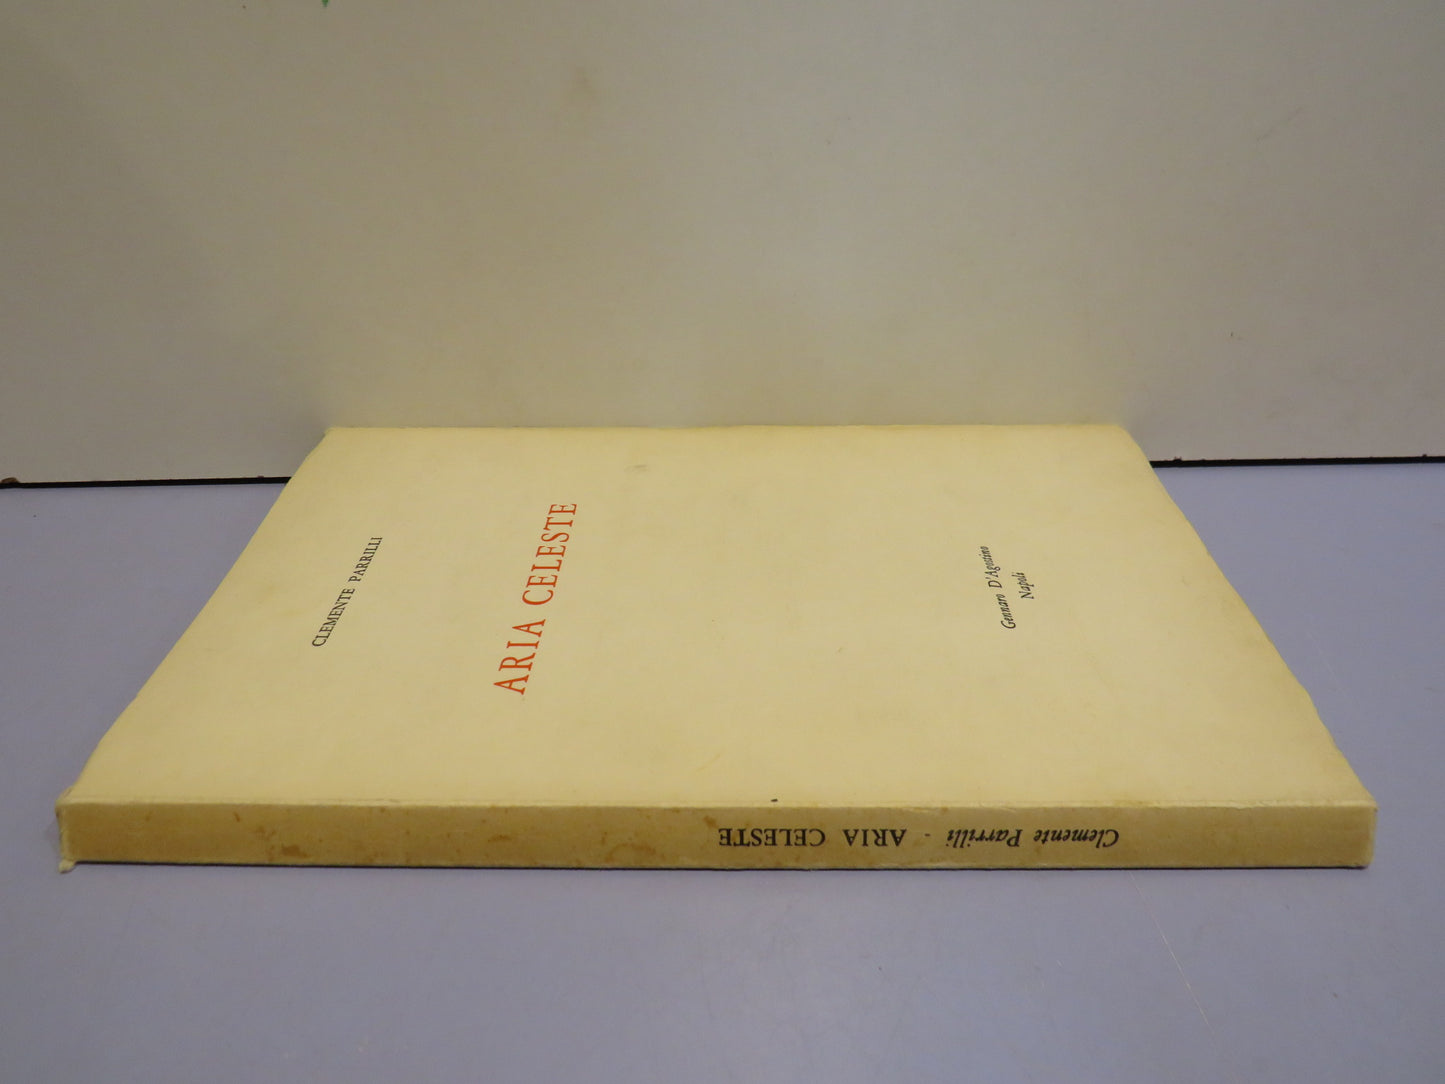 CLEMENTE PARRILLI
ARIA CELESTE
Gennaro D'Agostino
Napoli
Clemente Parrilli - ARIA CELESTE